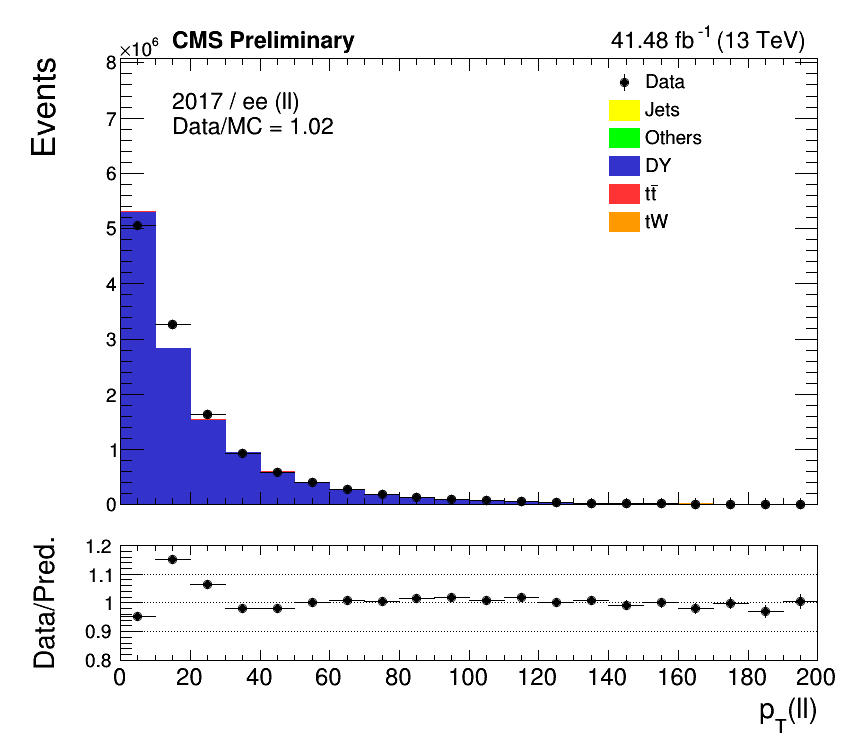 ×10⁶ CMS Preliminary 41.48 fb⁻¹ (13 TeV)
Events
8
7
6
5
4
3
2
1
0
2017 / ee (ll)
Data/MC = 1.02
Data
Jets
Others
DY
tt̄
tW
Data/Pred.
1.2
1.1
1
0.9
0.8
0 20 40 60 80 100 120 140 160 180 200
p_T(ll)